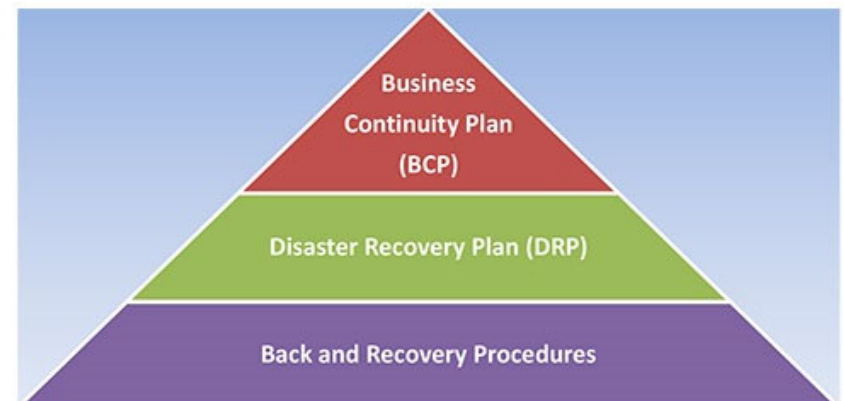 Business
Continuity Plan
(BCP)
Disaster Recovery Plan (DRP)
Back and Recovery Procedures